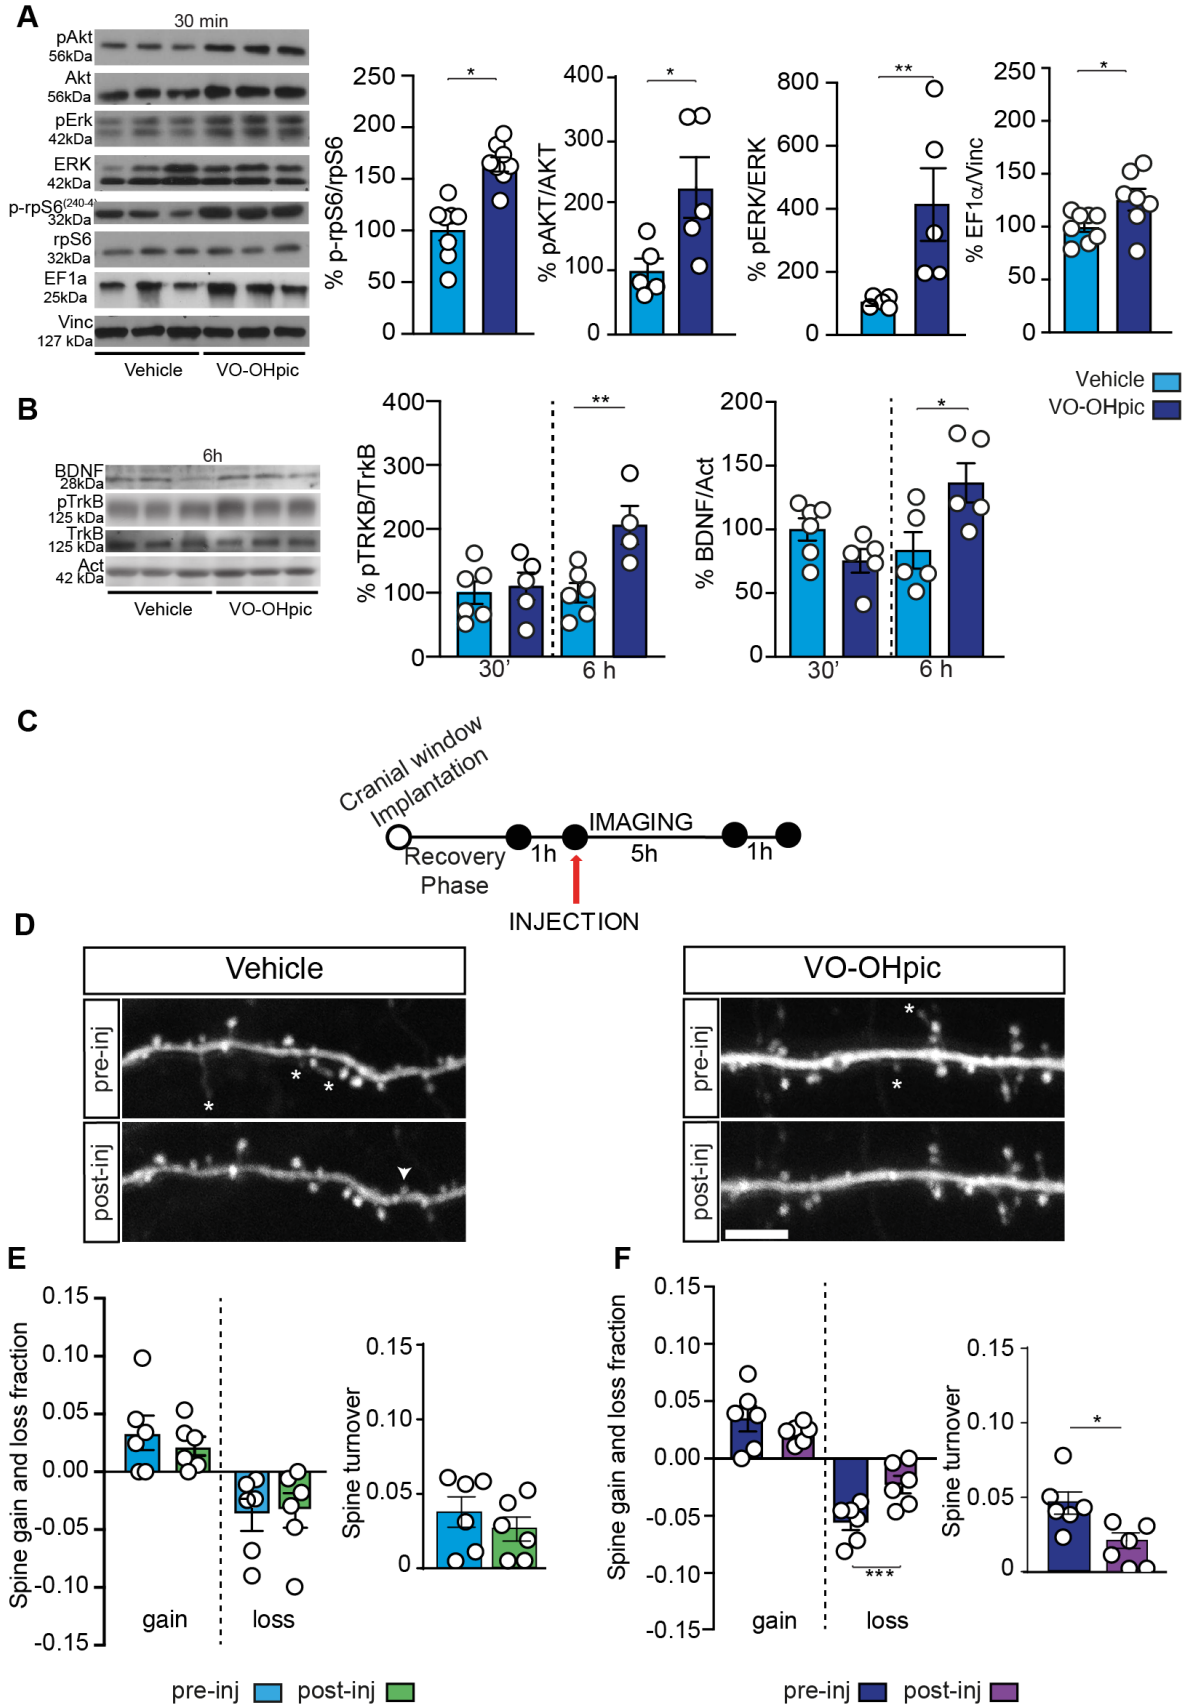 A
30 min
pAkt
56kDa
Akt
56kDa
pErk
42kDa
ERK
42kDa
p-rpS6(240-4)
32kDa
rpS6
32kDa
EF1a
25kDa
Vinc
127 kDa
Vehicle VO-OHpic
% p-rpS6/rpS6
250
200
150
100
50
0
*
% pAKT/AKT
400
300
200
100
0
*
% pERK/ERK
800
600
400
200
0
**
% EF1α/Vinc
250
200
150
100
50
0
*
Vehicle
VO-OHpic
B
6h
BDNF
28kDa
pTrkB
125 kDa
TrkB
125 kDa
Act
42 kDa
Vehicle VO-OHpic
% pTRKB/TrkB
400
300
200
100
0
**
30’ 6 h
% BDNF/Act
200
150
100
50
0
*
30’ 6 h
C
Cranial window
Implantation
Recovery
Phase
1h
IMAGING
5h
1h
INJECTION
D
Vehicle
pre-inj
* * *
post-inj
VO-OHpic
pre-inj
* *
post-inj
E
Spine gain and loss fraction
0.15
0.10
0.05
0.00
-0.05
-0.10
-0.15
gain loss
Spine turnover
0.15
0.10
0.05
0
pre-inj post-inj
F
Spine gain and loss fraction
0.15
0.10
0.05
0.00
-0.05
-0.10
-0.15
***
gain loss
Spine turnover
0.15
0.10
0.05
0
*
pre-inj post-inj